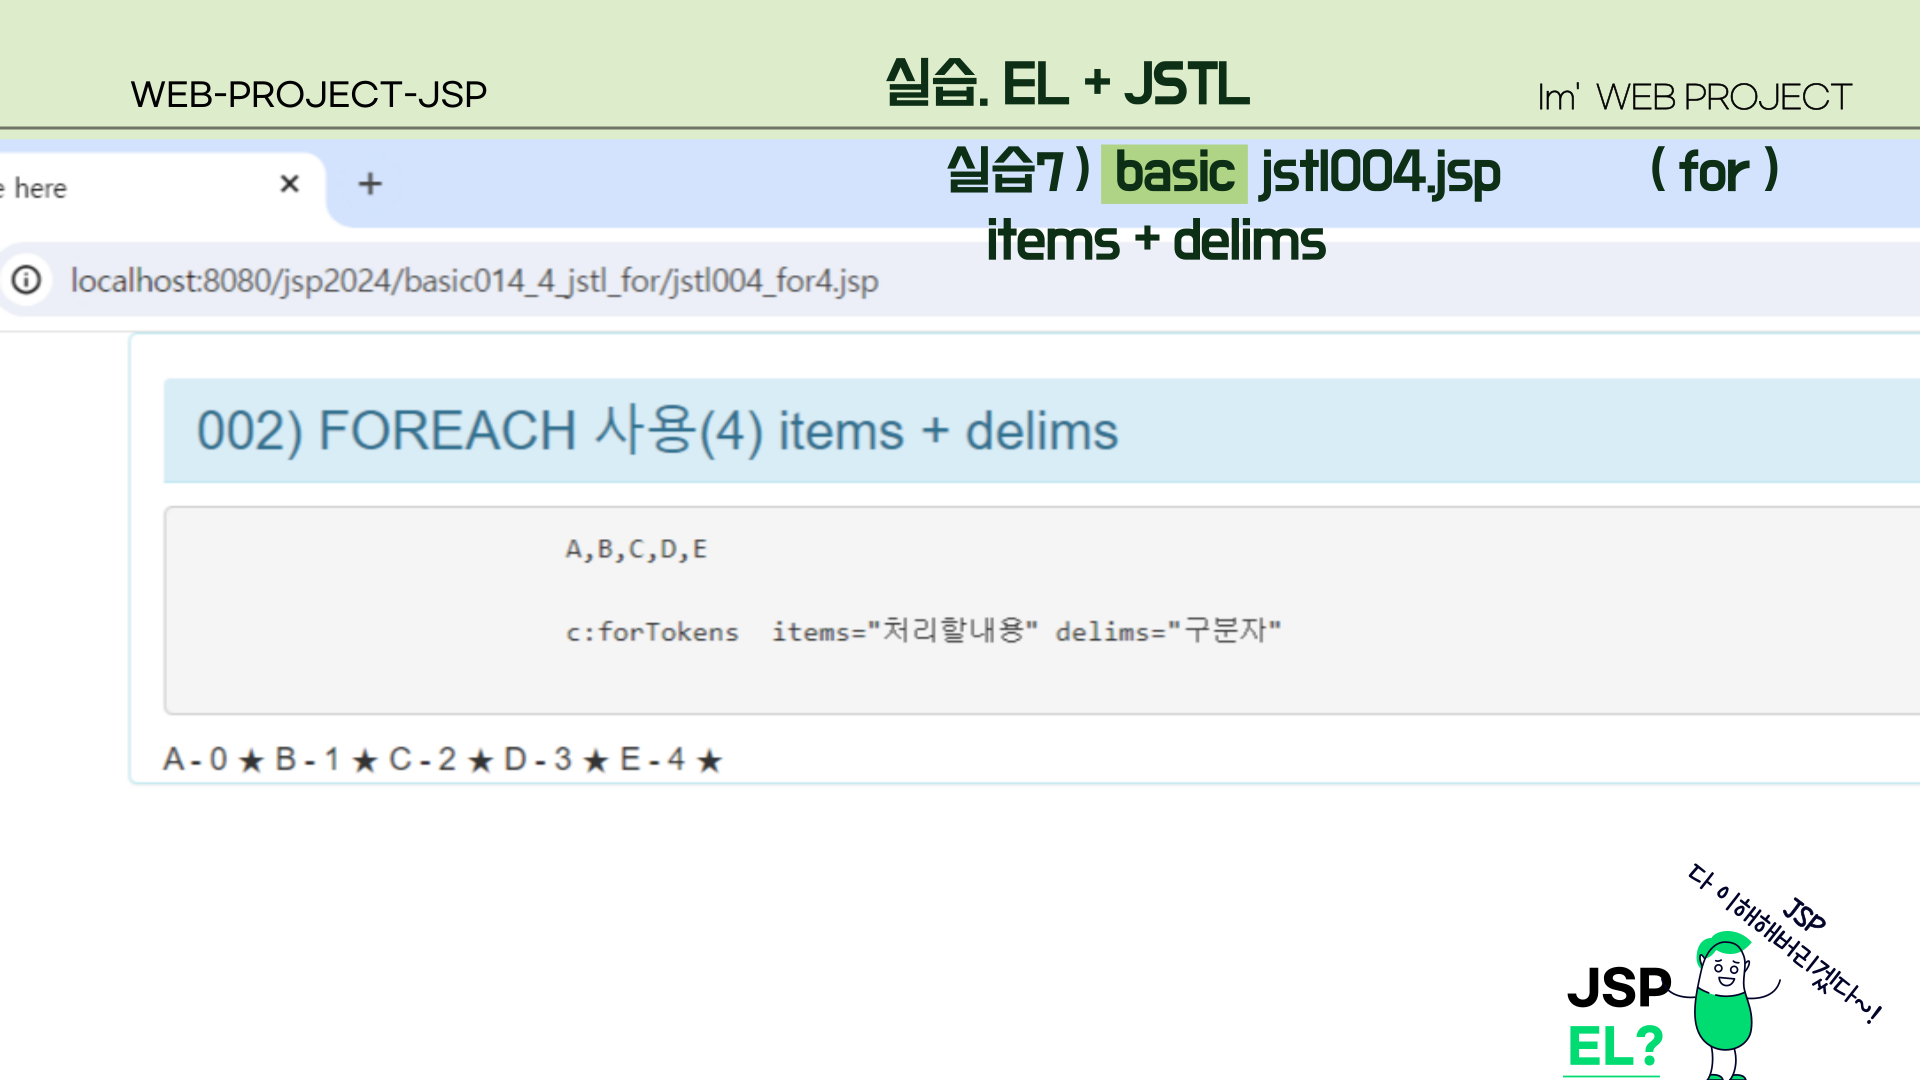 WEB-PROJECT-JSP
실습. EL + JSTL
Im' WEB PROJECT
실습7 ) basic jstl004.jsp ( for )
items + delims
e here
localhost:8080/jsp2024/basic014_4_jstl_for/jstl004_for4.jsp
002) FOREACH 사용(4) items + delims
A,B,C,D,E
c:forTokens items="처리할내용" delims="구분자"
A - 0 ★ B - 1 ★ C - 2 ★ D - 3 ★ E - 4 ★
JSP
다 이해해버리겠다~!
JSP
EL?